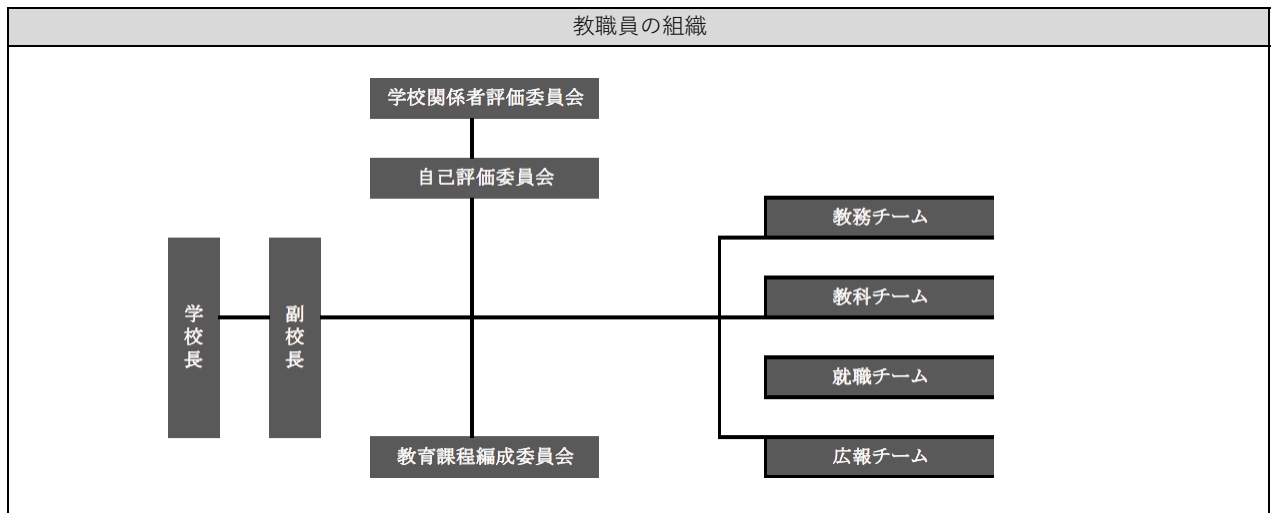 教職員の組織
学校関係者評価委員会
自己評価委員会
教務チーム
学校長
副校長
教科チーム
就職チーム
教育課程編成委員会
広報チーム